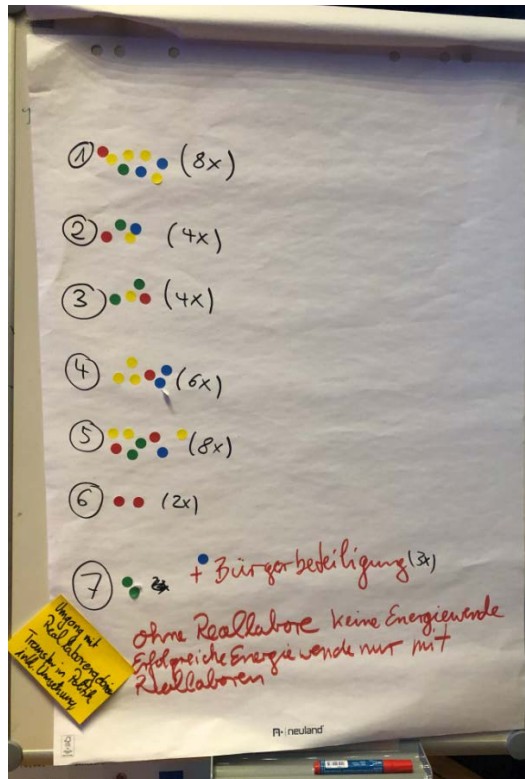 ① (8x)
② (4x)
③ (4x)
④ (6x)
⑤ (8x)
⑥ (2x)
⑦ + Bürgerbeteiligung (3x)
Umgang mit
Transfer in Politik
inkl. Umsetzung
ohne Reallabore keine Energiewende
Erfolgreiche Energiewende nur mit
Reallaboren
neuland